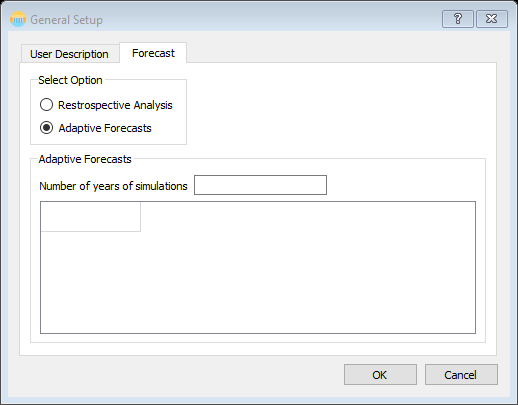 General Setup
?
User Description
Forecast
Select Option
Restrospective Analysis
Adaptive Forecasts
Adaptive Forecasts
Number of years of simulations
OK
Cancel